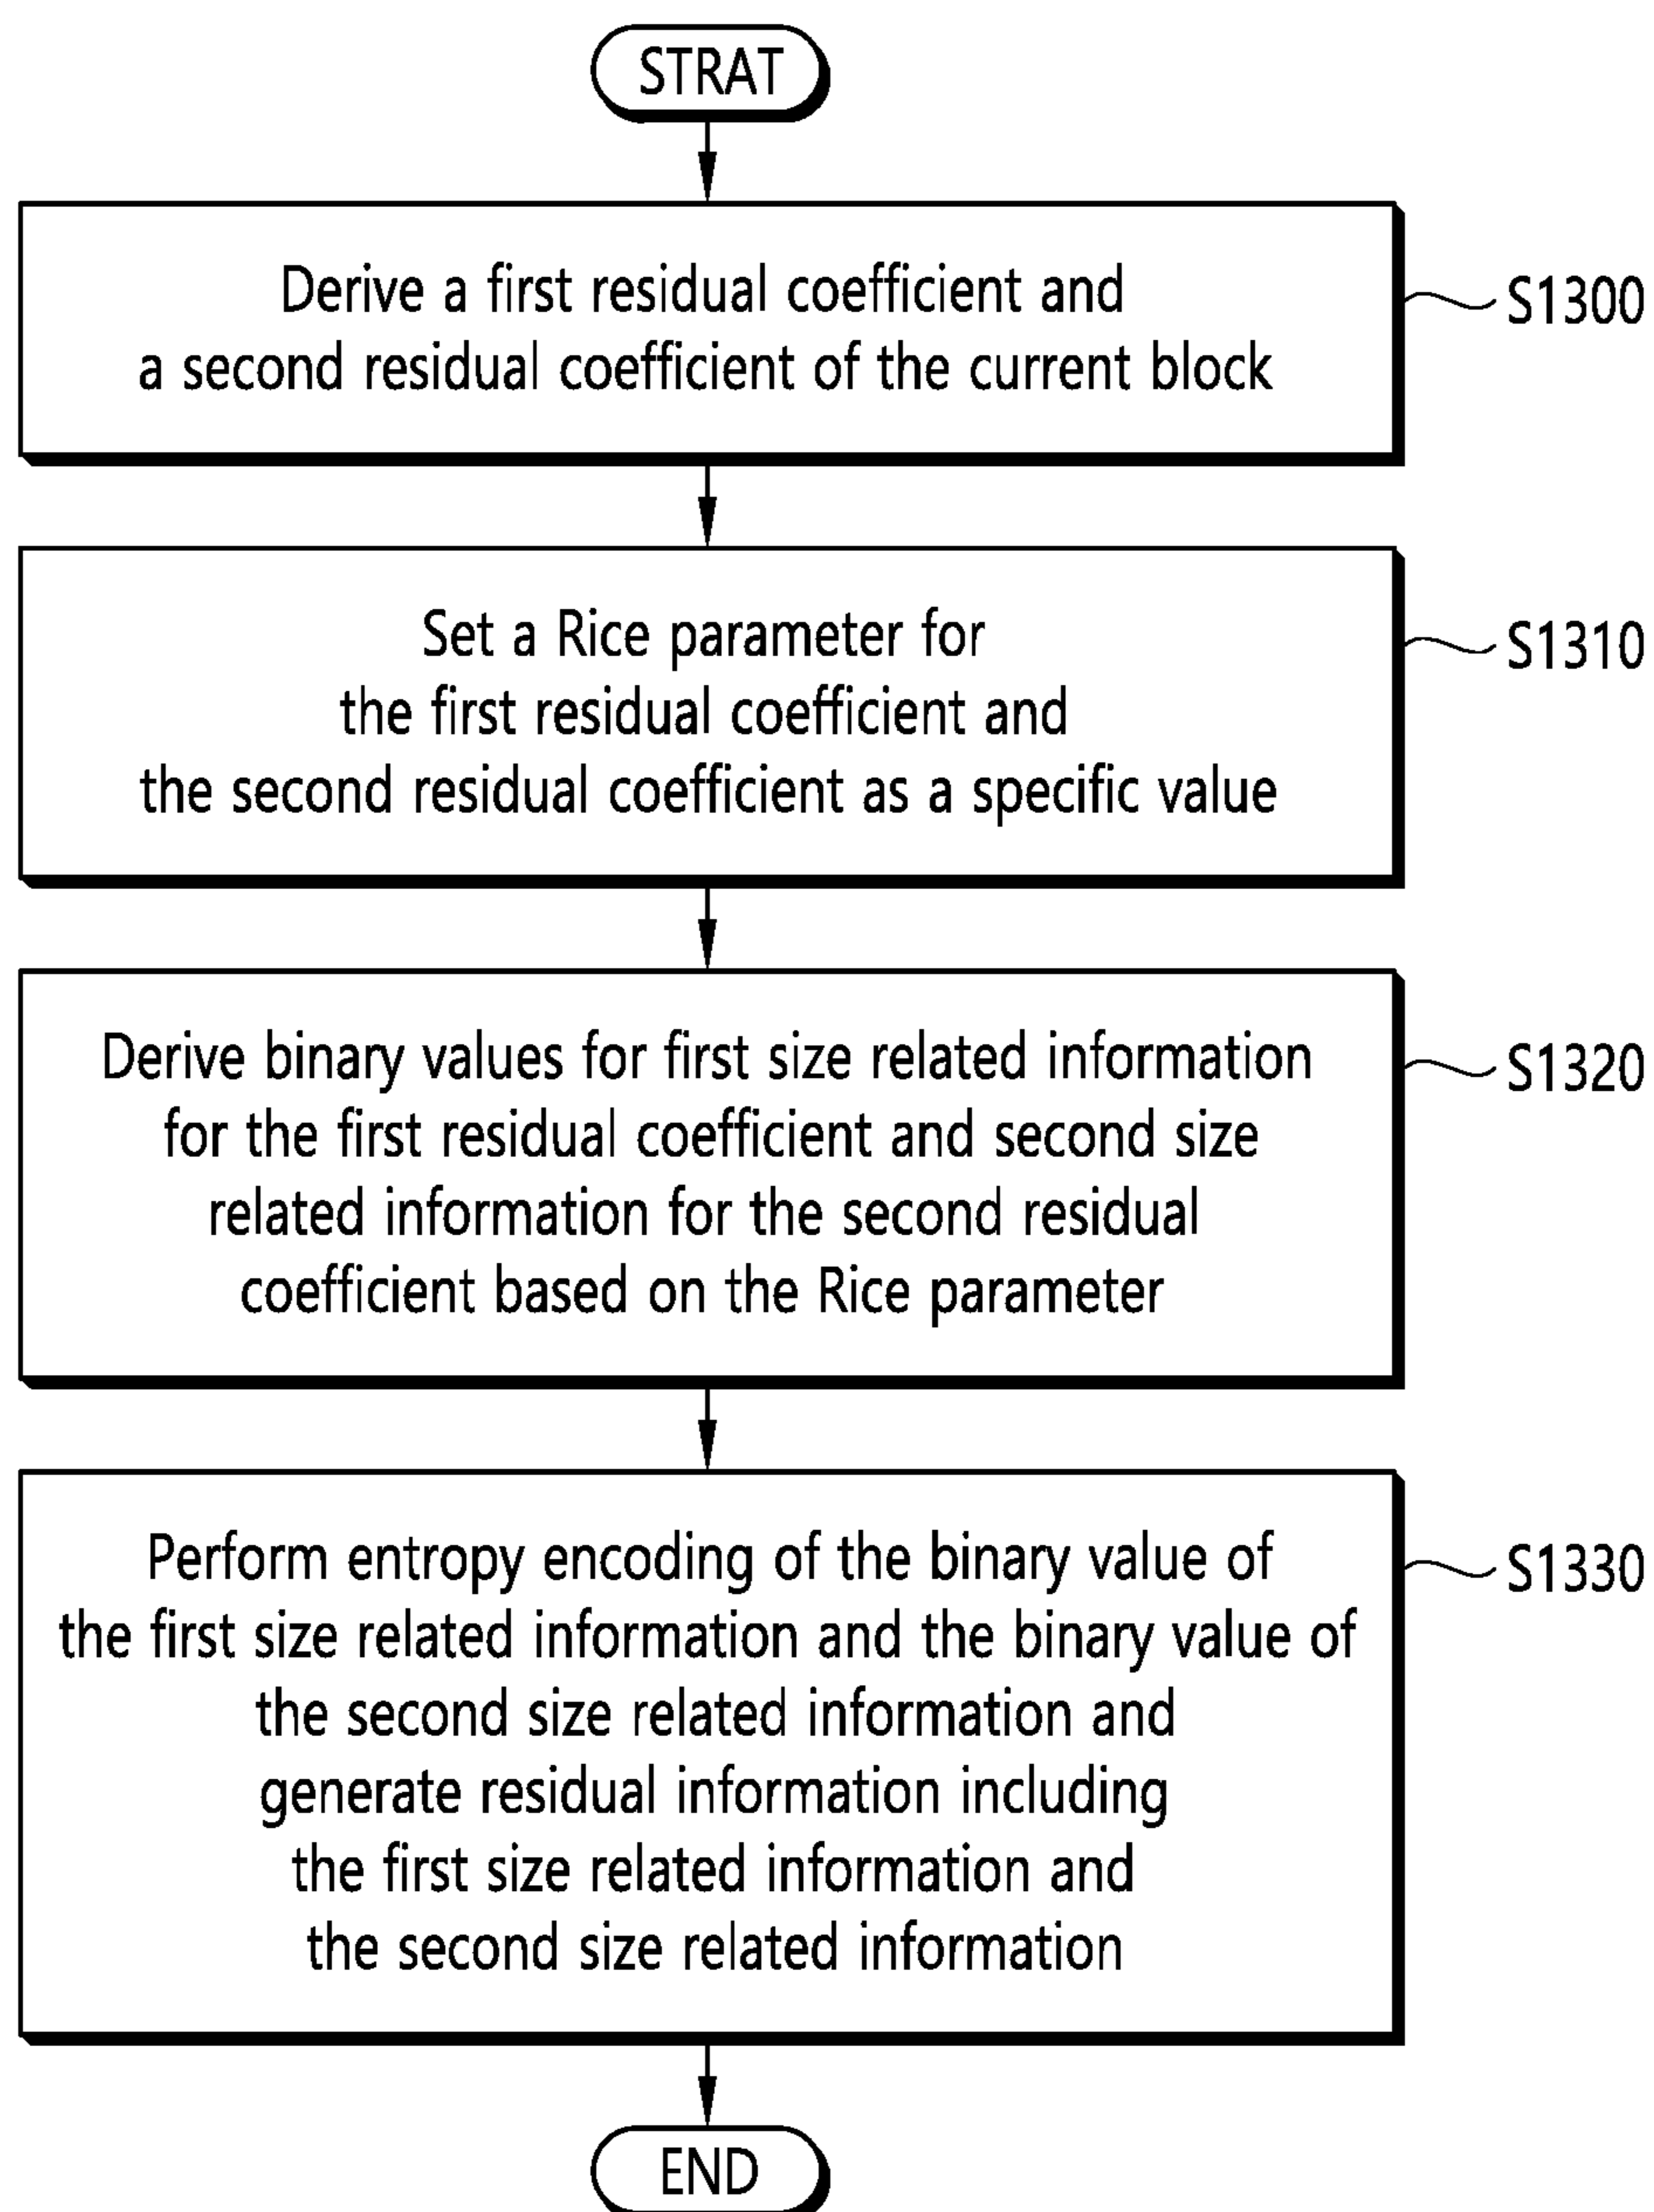 STRAT
Derive a first residual coefficient and
a second residual coefficient of the current block
S1300
Set a Rice parameter for
the first residual coefficient and
the second residual coefficient as a specific value
S1310
Derive binary values for first size related information
for the first residual coefficient and second size
related information for the second residual
coefficient based on the Rice parameter
S1320
Perform entropy encoding of the binary value of
the first size related information and the binary value of
the second size related information and
generate residual information including
the first size related information and
the second size related information
S1330
END